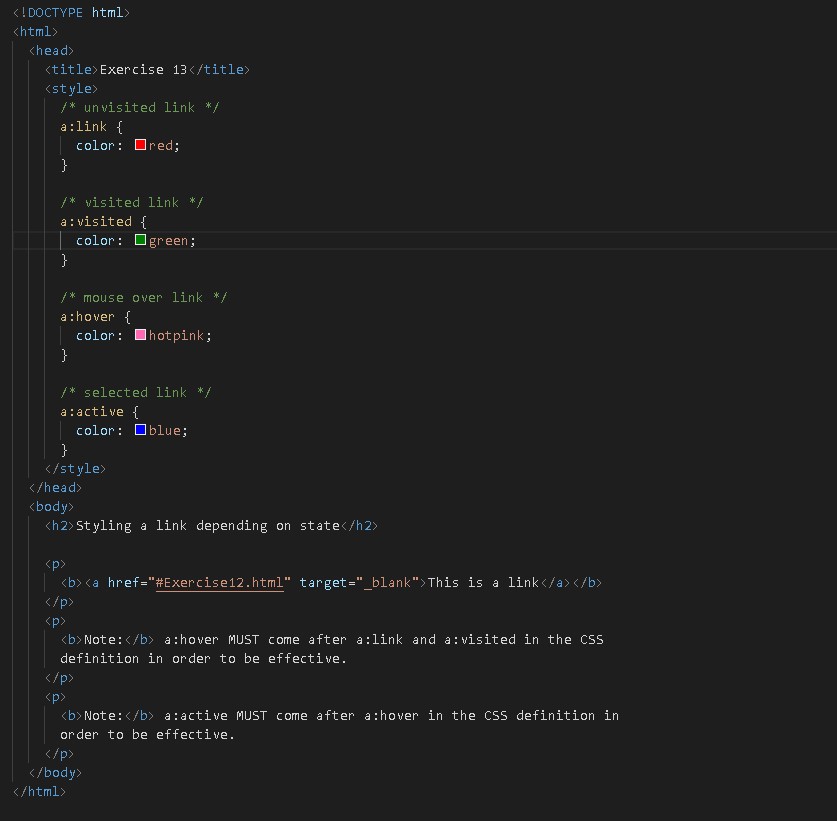 <!DOCTYPE html>
<html>
<head>
<title>Exercise 13</title>
<style>
/* unvisited link */
a:link {
color: red;
}
/* visited link */
a:visited {
color: green;
}
/* mouse over link */
a:hover {
color: hotpink;
}
/* selected link */
a:active {
color: blue;
}
</style>
</head>
<body>
<h2>Styling a link depending on state</h2>
<p>
<b><a href="#Exercise12.html" target="_blank">This is a link</a></b>
</p>
<p>
<b>Note:</b> a:hover MUST come after a:link and a:visited in the CSS
definition in order to be effective.
</p>
<p>
<b>Note:</b> a:active MUST come after a:hover in the CSS definition in
order to be effective.
</p>
</body>
</html>